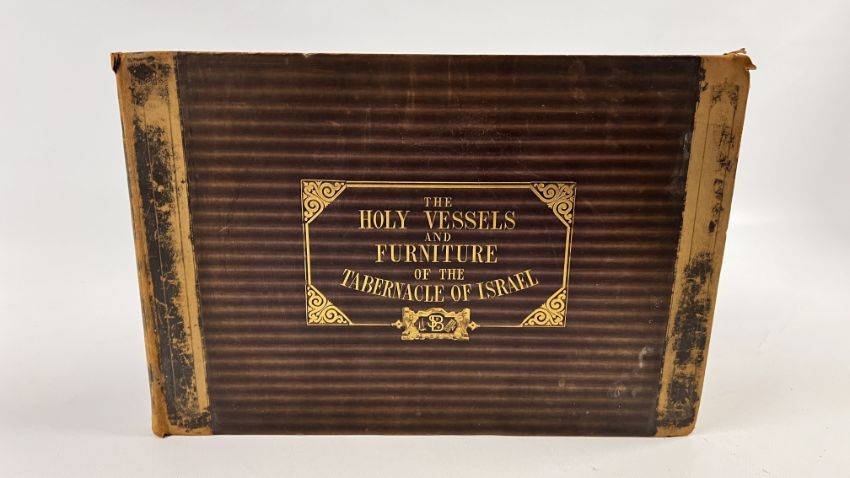 THE
HOLY VESSELS
AND
FURNITURE
OF THE
TABERNACLE OF ISRAEL